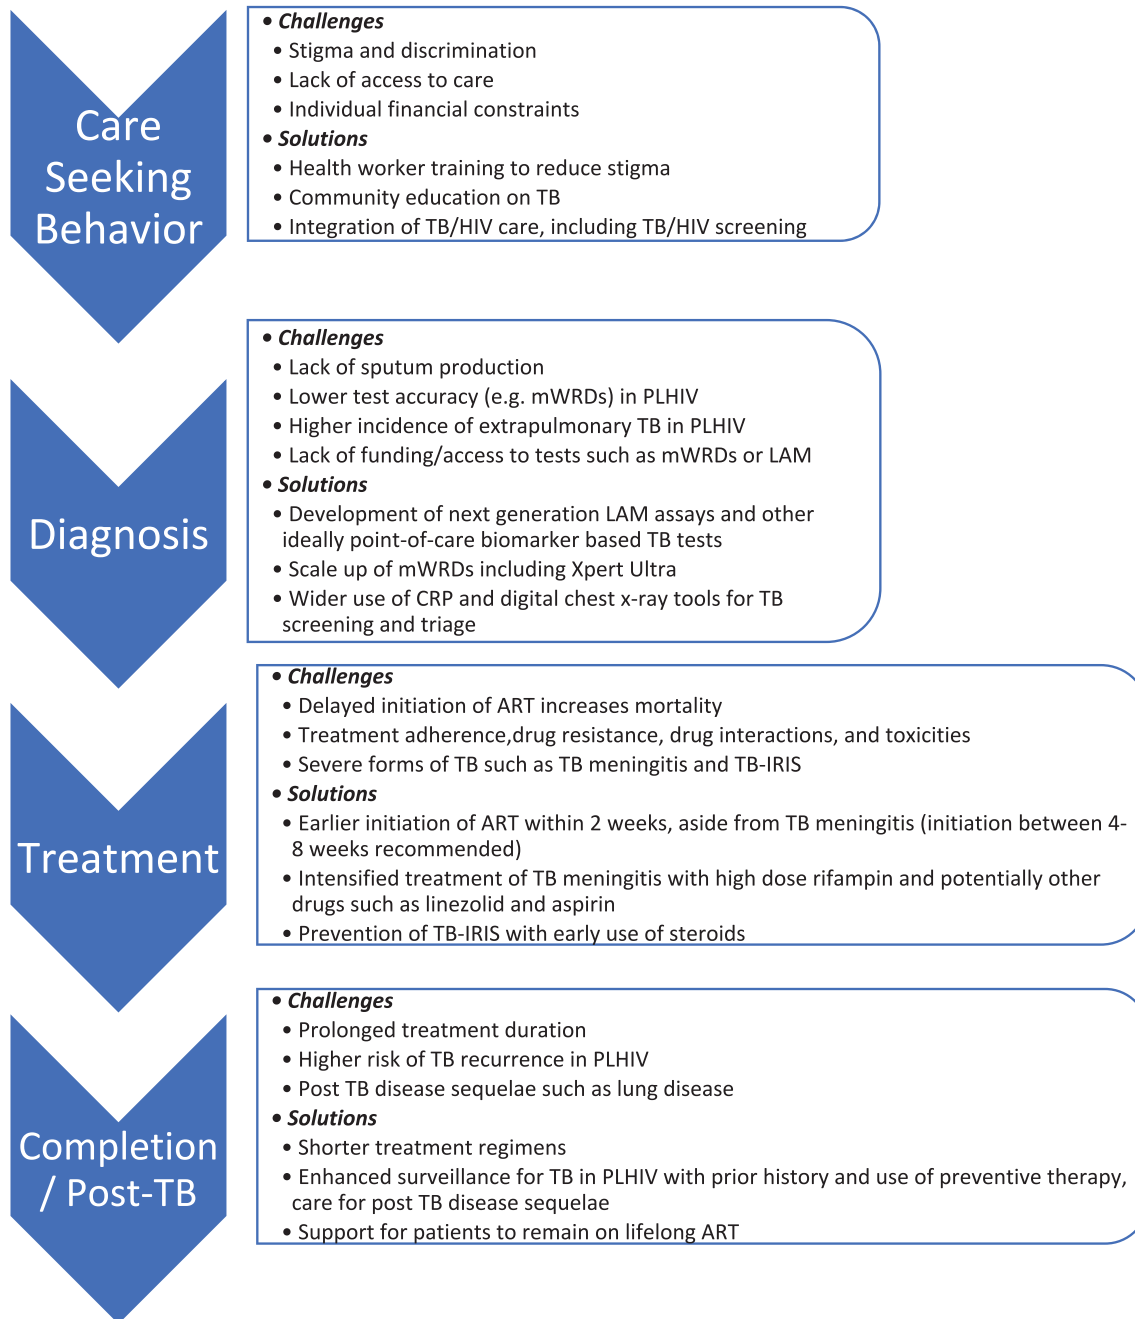 Care
Seeking
Behavior
• Challenges
• Stigma and discrimination
• Lack of access to care
• Individual financial constraints
• Solutions
• Health worker training to reduce stigma
• Community education on TB
• Integration of TB/HIV care, including TB/HIV screening
Diagnosis
• Challenges
• Lack of sputum production
• Lower test accuracy (e.g. mWRDs) in PLHIV
• Higher incidence of extrapulmonary TB in PLHIV
• Lack of funding/access to tests such as mWRDs or LAM
• Solutions
• Development of next generation LAM assays and other
ideally point-of-care biomarker based TB tests
• Scale up of mWRDs including Xpert Ultra
• Wider use of CRP and digital chest x-ray tools for TB
screening and triage
Treatment
• Challenges
• Delayed initiation of ART increases mortality
• Treatment adherence,drug resistance, drug interactions, and toxicities
• Severe forms of TB such as TB meningitis and TB-IRIS
• Solutions
• Earlier initiation of ART within 2 weeks, aside from TB meningitis (initiation between 4-
8 weeks recommended)
• Intensified treatment of TB meningitis with high dose rifampin and potentially other
drugs such as linezolid and aspirin
• Prevention of TB-IRIS with early use of steroids
Completion
/ Post-TB
• Challenges
• Prolonged treatment duration
• Higher risk of TB recurrence in PLHIV
• Post TB disease sequelae such as lung disease
• Solutions
• Shorter treatment regimens
• Enhanced surveillance for TB in PLHIV with prior history and use of preventive therapy,
care for post TB disease sequelae
• Support for patients to remain on lifelong ART